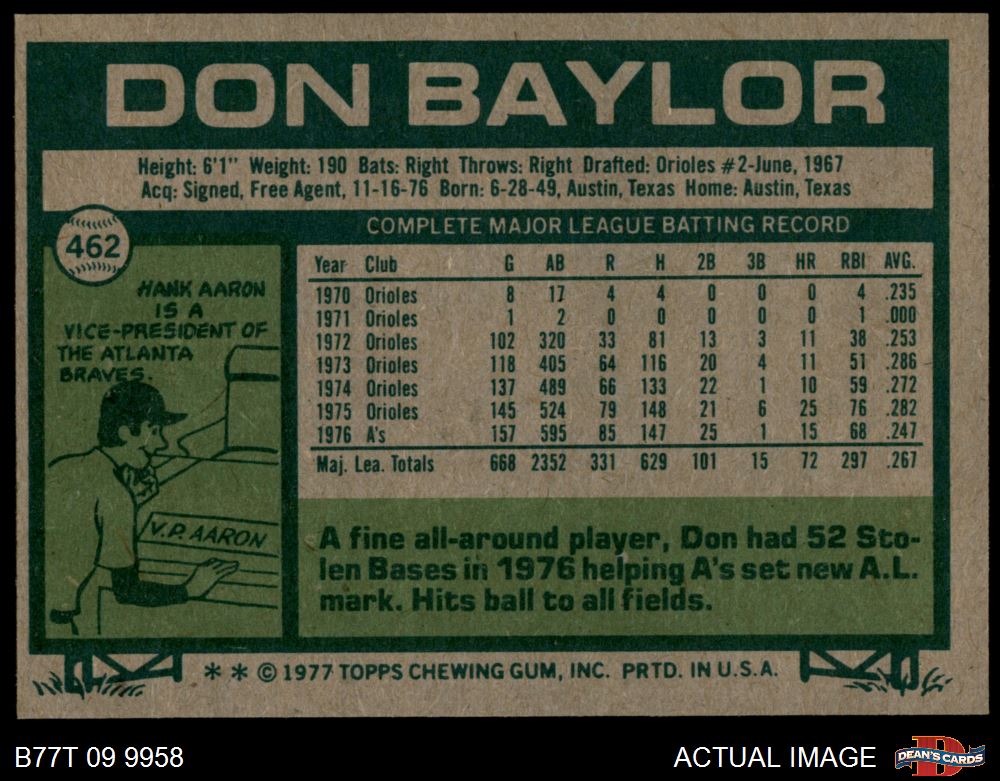 DON BAYLOR
Height: 6'1" Weight: 190 Bats: Right Throws: Right Drafted: Orioles #2-June, 1967
Acq: Signed, Free Agent, 11-16-76 Born: 6-28-49, Austin, Texas Home: Austin, Texas
462
COMPLETE MAJOR LEAGUE BATTING RECORD
Year Club G AB R H 2B 3B HR RBI AVG.
1970 Orioles 8 17 4 4 0 0 0 4 .235
1971 Orioles 1 2 0 0 0 0 0 1 .000
1972 Orioles 102 320 33 81 13 3 11 38 .253
1973 Orioles 118 405 64 116 20 4 11 51 .286
1974 Orioles 137 489 66 133 22 1 10 59 .272
1975 Orioles 145 524 79 148 21 6 25 76 .282
1976 A's 157 595 85 147 25 1 15 68 .247
Maj. Lea. Totals 668 2352 331 629 101 15 72 297 .267
HANK AARON
IS A
VICE-PRESIDENT OF
THE ATLANTA
BRAVES.
V.P. AARON
A fine all-around player, Don had 52 Sto-
len Bases in 1976 helping A's set new A.L.
mark. Hits ball to all fields.
* * © 1977 TOPPS CHEWING GUM, INC. PRTD. IN U.S.A.
B77T 09 9958
ACTUAL IMAGE
D
DEAN'S CARDS